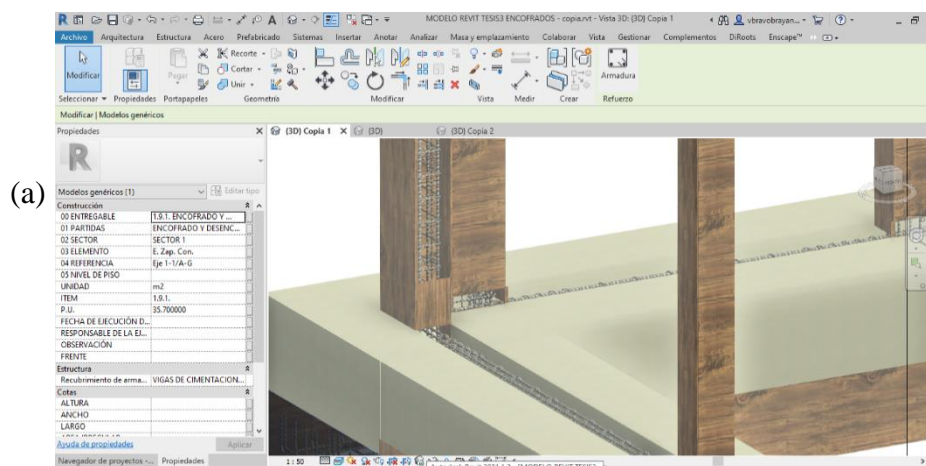 MODELO REVIT TESIS3 ENCOFRADOS - copia.rvt - Vista 3D: {3D} Copia 1
vbravobrayan...
Archivo Arquitectura Estructura Acero Prefabricado Sistemas Insertar Anotar Analizar Masa y emplazamiento Colaborar Vista Gestionar Complementos DiRoots Enscape™
Modificar
Pegar
Recorte
Cortar
Unir
Armadura
Seleccionar Propiedades Portapapeles Geometría Modificar Vista Medir Crear Refuerzo
Modificar | Modelos genéricos
Propiedades
{3D} Copia 1 {3D} {3D} Copia 2
R
(a)
Modelos genéricos (1) Editar tipo
Construcción
00 ENTREGABLE 1.9.1. ENCOFRADO Y ...
01 PARTIDAS ENCOFRADO Y DESENC...
02 SECTOR SECTOR 1
03 ELEMENTO E. Zap. Con.
04 REFERENCIA Eje 1-1/A-G
05 NIVEL DE PISO
UNIDAD m2
ITEM 1.9.1.
P.U. 35.700000
FECHA DE EJECUCIÓN D...
RESPONSABLE DE LA EJ...
OBSERVACIÓN
FRENTE
Estructura
Recubrimiento de arma... VIGAS DE CIMENTACION...
Cotas
ALTURA
ANCHO
LARGO
Ayuda de propiedades Aplicar
Navegador de proyectos -... Propiedades
1 : 50